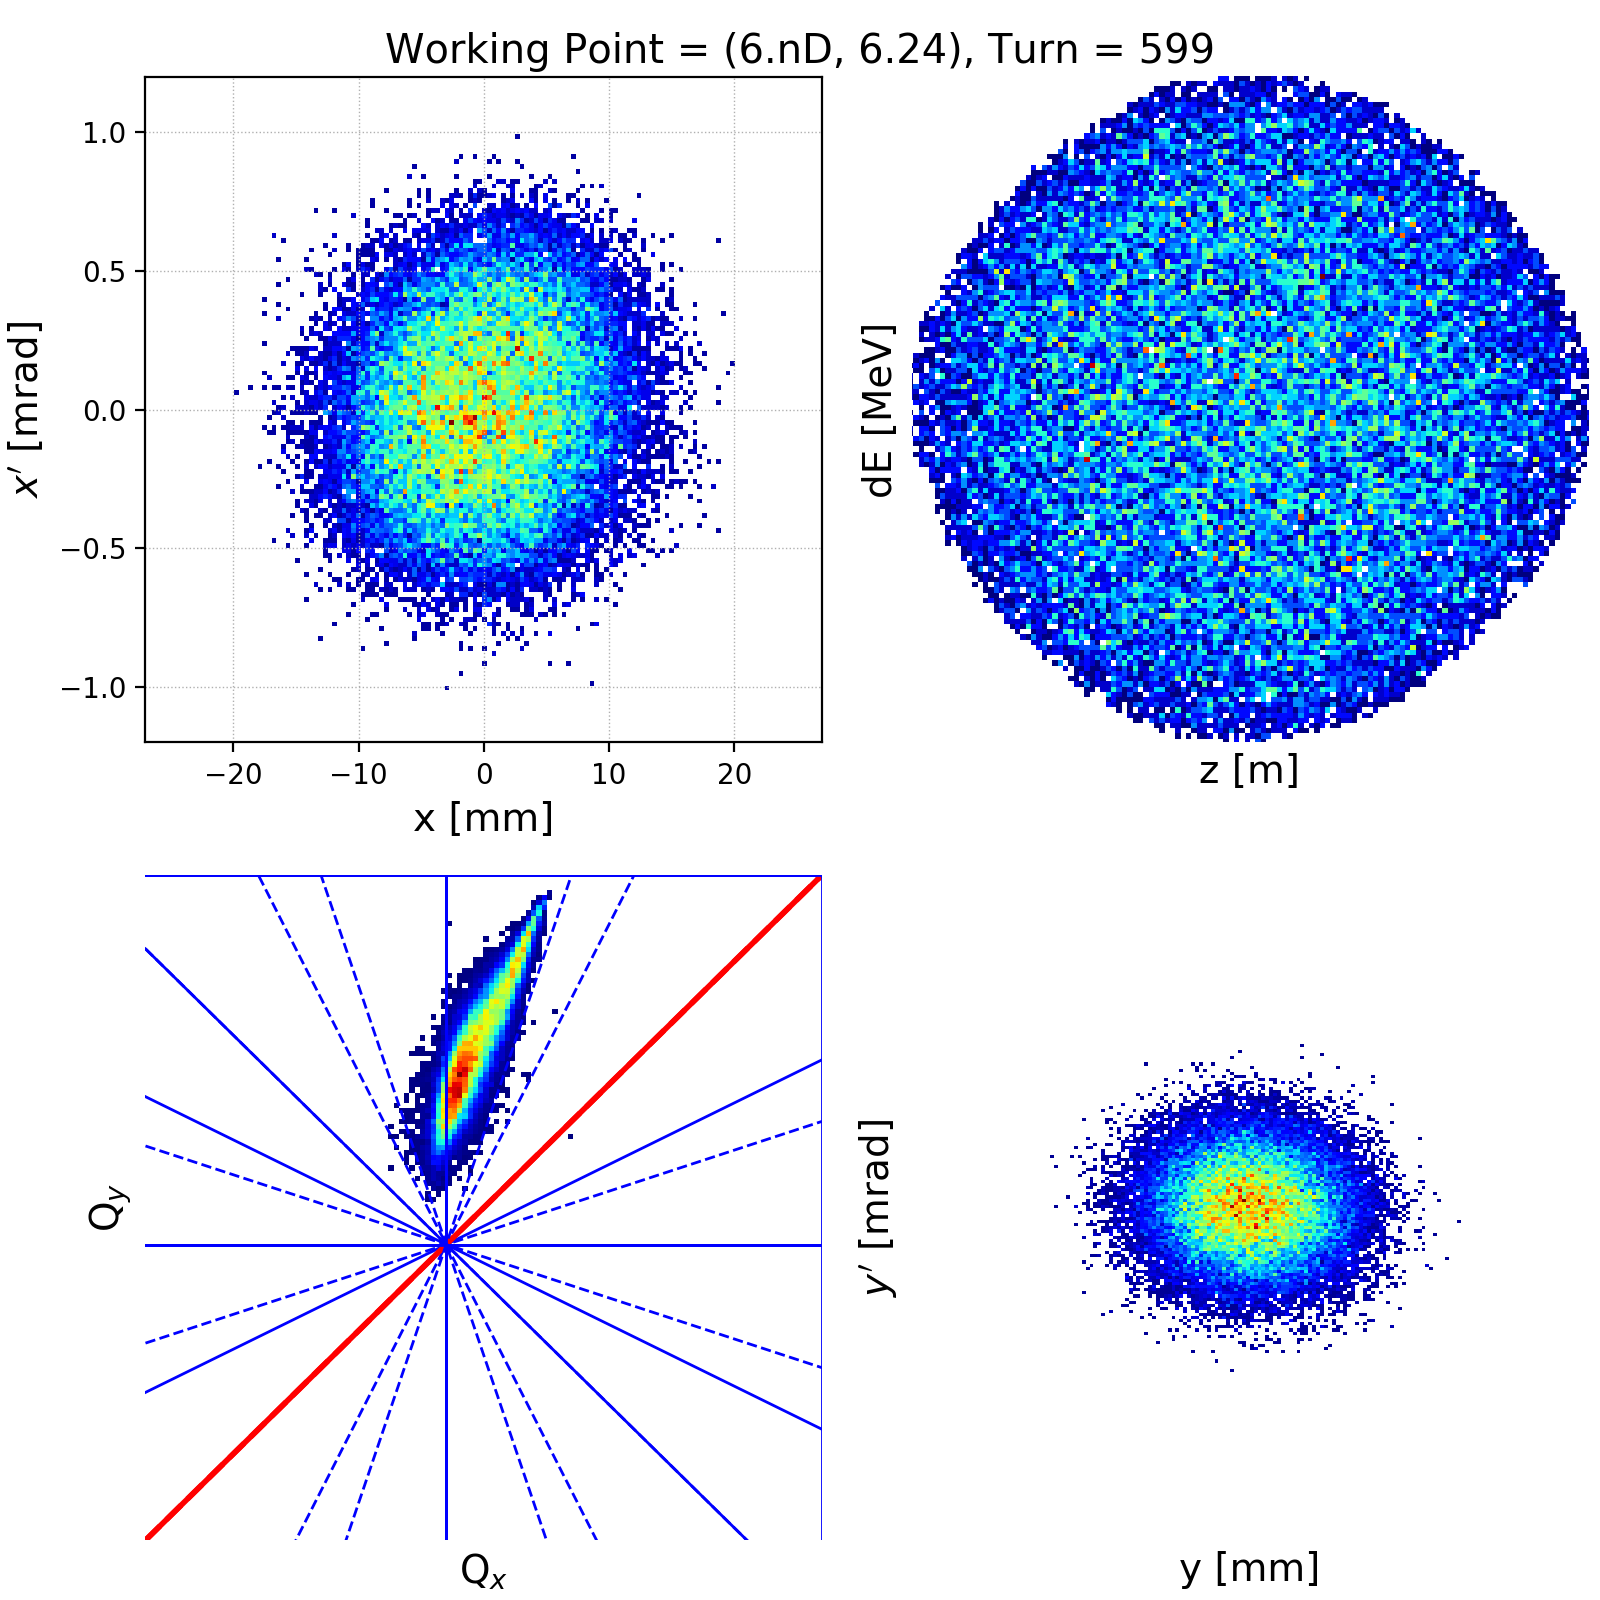 Working Point = (6.nD, 6.24), Turn = 599
1.0
0.5
0.0
−0.5
−1.0
x′ [mrad]
−20 −10 0 10 20
x [mm]
dE [MeV]
z [m]
Qy
Qx
y′ [mrad]
y [mm]